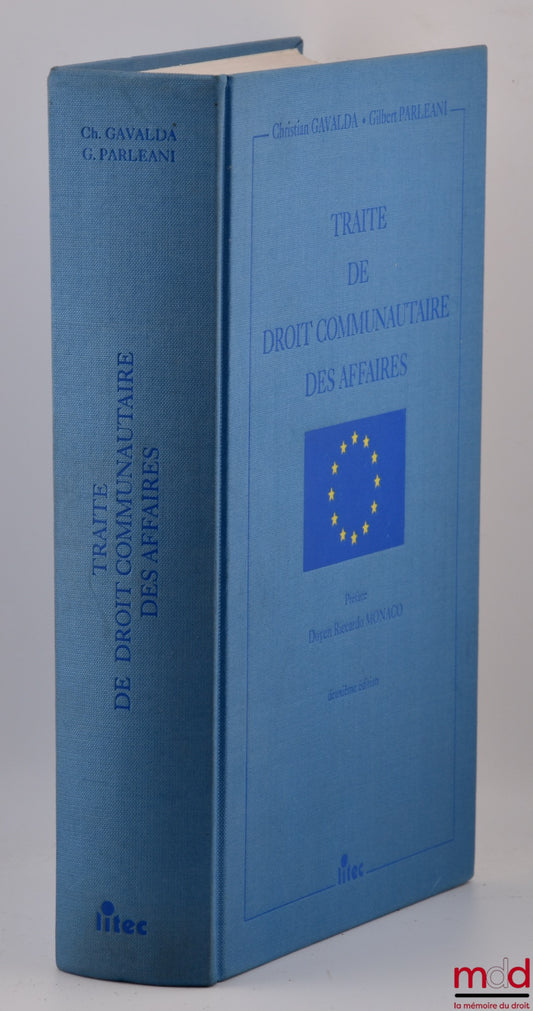 Ch. GAVALDA
G. PARLEANI
TRAITE
DE DROIT COMMUNAUTAIRE
DES AFFAIRES
litec
Christian GAVALDA • Gilbert PARLEANI
TRAITE
DE
DROIT COMMUNAUTAIRE
DES AFFAIRES
Préface
Doyen Riccardo MONACO
deuxième édition
litec
mdd
la mémoire du droit